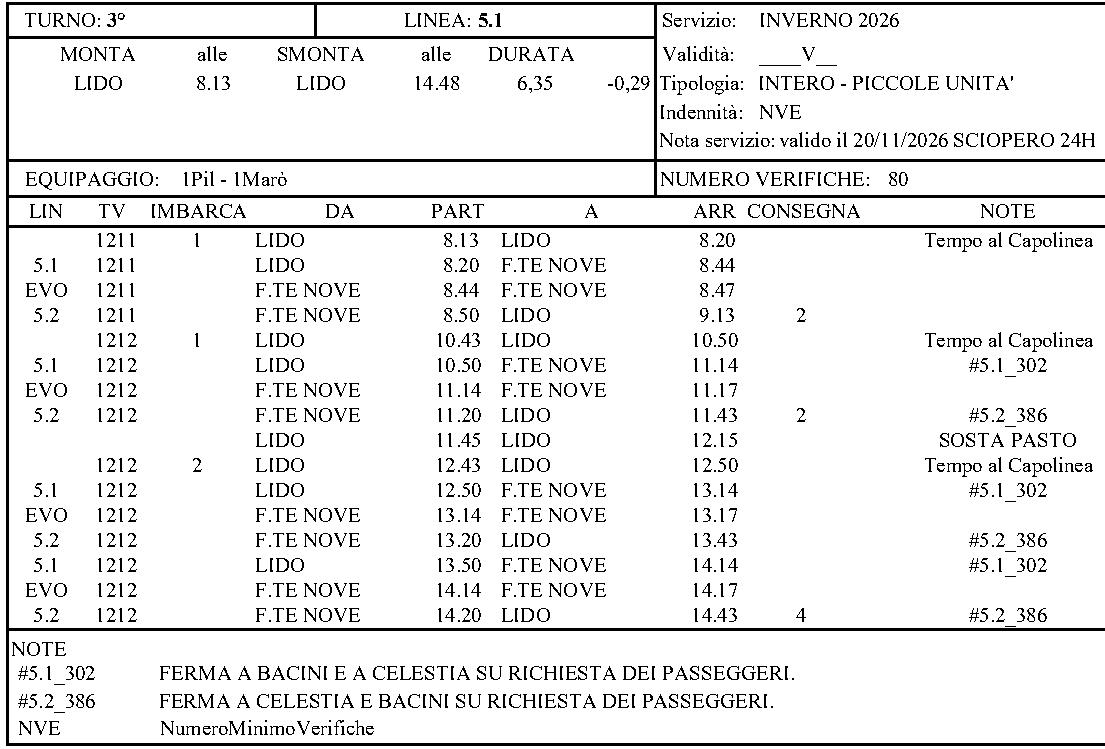 TURNO: 3° LINEA: 5.1 Servizio: INVERNO 2026
MONTA alle SMONTA alle DURATA Validità: ____V__
LIDO 8.13 LIDO 14.48 6,35 -0,29 Tipologia: INTERO - PICCOLE UNITA'
Indennità: NVE
Nota servizio: valido il 20/11/2026 SCIOPERO 24H
EQUIPAGGIO: 1Pil - 1Marò NUMERO VERIFICHE: 80
LIN TV IMBARCA DA PART A ARR CONSEGNA NOTE
1211 1 LIDO 8.13 LIDO 8.20 Tempo al Capolinea
5.1 1211 LIDO 8.20 F.TE NOVE 8.44
EVO 1211 F.TE NOVE 8.44 F.TE NOVE 8.47
5.2 1211 F.TE NOVE 8.50 LIDO 9.13 2
1212 1 LIDO 10.43 LIDO 10.50 Tempo al Capolinea
5.1 1212 LIDO 10.50 F.TE NOVE 11.14 #5.1_302
EVO 1212 F.TE NOVE 11.14 F.TE NOVE 11.17
5.2 1212 F.TE NOVE 11.20 LIDO 11.43 2 #5.2_386
LIDO 11.45 LIDO 12.15 SOSTA PASTO
1212 2 LIDO 12.43 LIDO 12.50 Tempo al Capolinea
5.1 1212 LIDO 12.50 F.TE NOVE 13.14 #5.1_302
EVO 1212 F.TE NOVE 13.14 F.TE NOVE 13.17
5.2 1212 F.TE NOVE 13.20 LIDO 13.43 #5.2_386
5.1 1212 LIDO 13.50 F.TE NOVE 14.14 #5.1_302
EVO 1212 F.TE NOVE 14.14 F.TE NOVE 14.17
5.2 1212 F.TE NOVE 14.20 LIDO 14.43 4 #5.2_386
NOTE
#5.1_302 FERMA A BACINI E A CELESTIA SU RICHIESTA DEI PASSEGGERI.
#5.2_386 FERMA A CELESTIA E BACINI SU RICHIESTA DEI PASSEGGERI.
NVE NumeroMinimoVerifiche